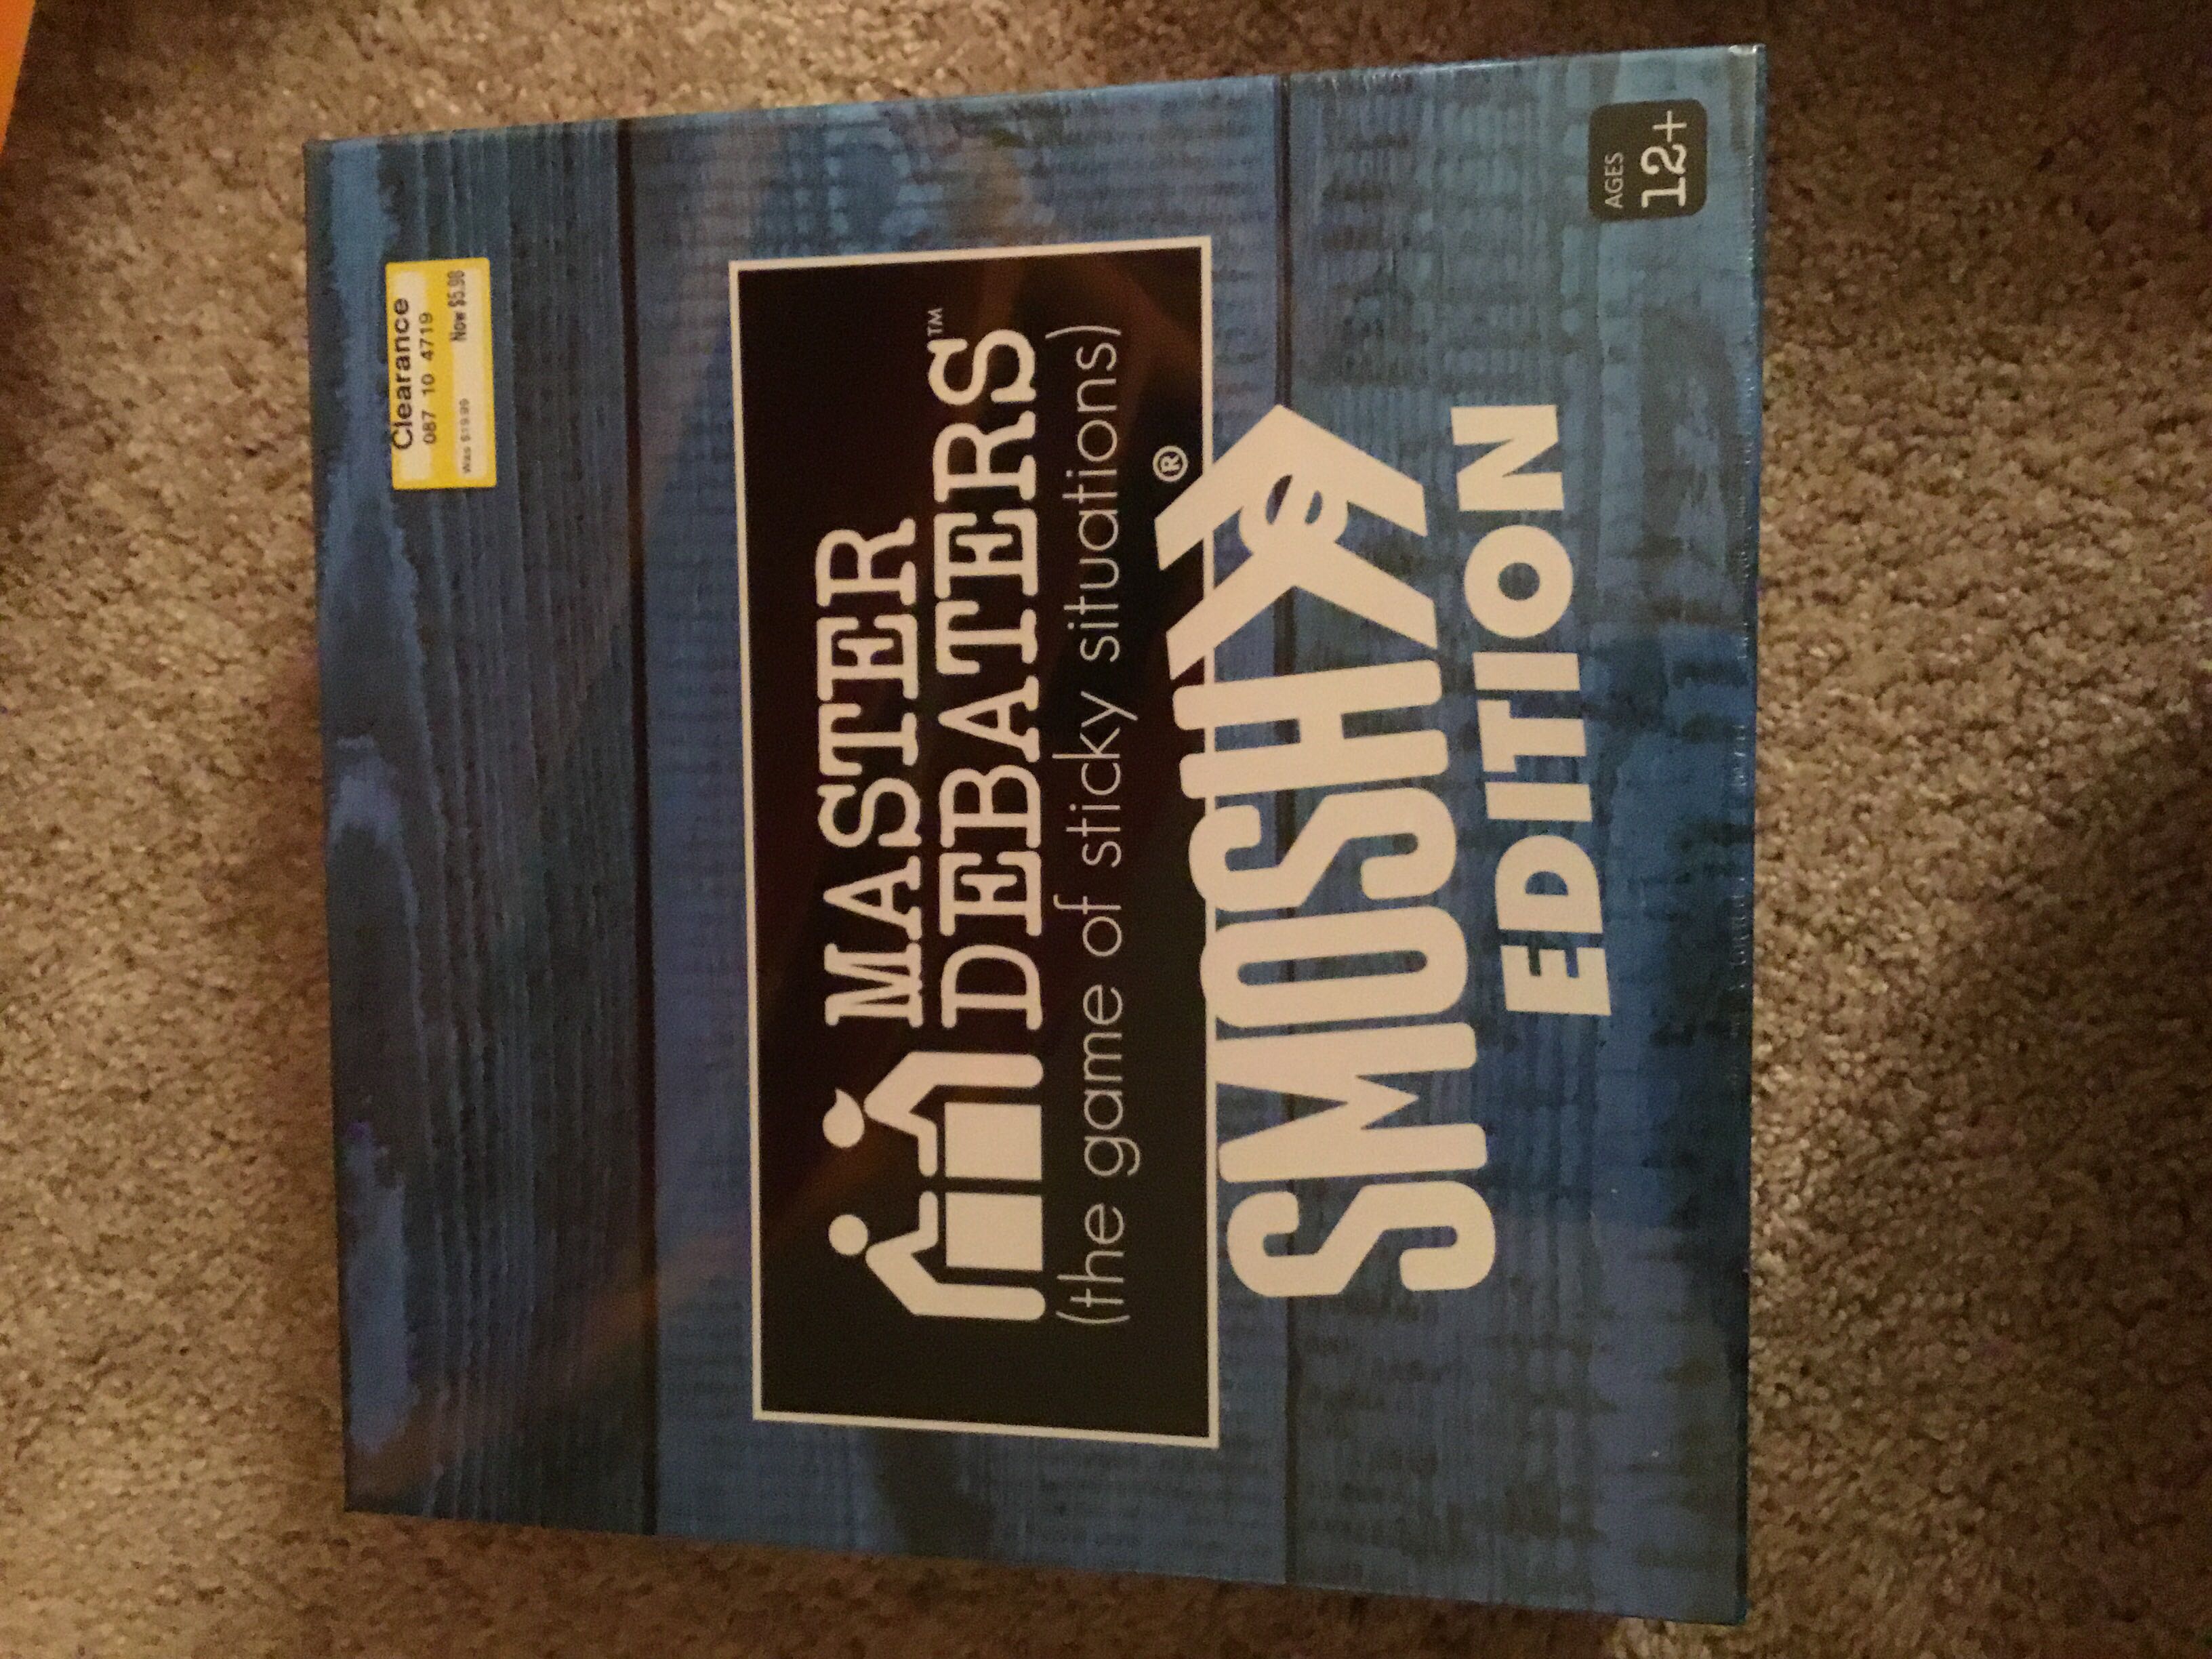 Clearance
087 10 4719
Was $19.99 Now $5.98
MASTER
DEBATERS™
(the game of sticky situations)
SMOSH®
EDITION
AGES
12+